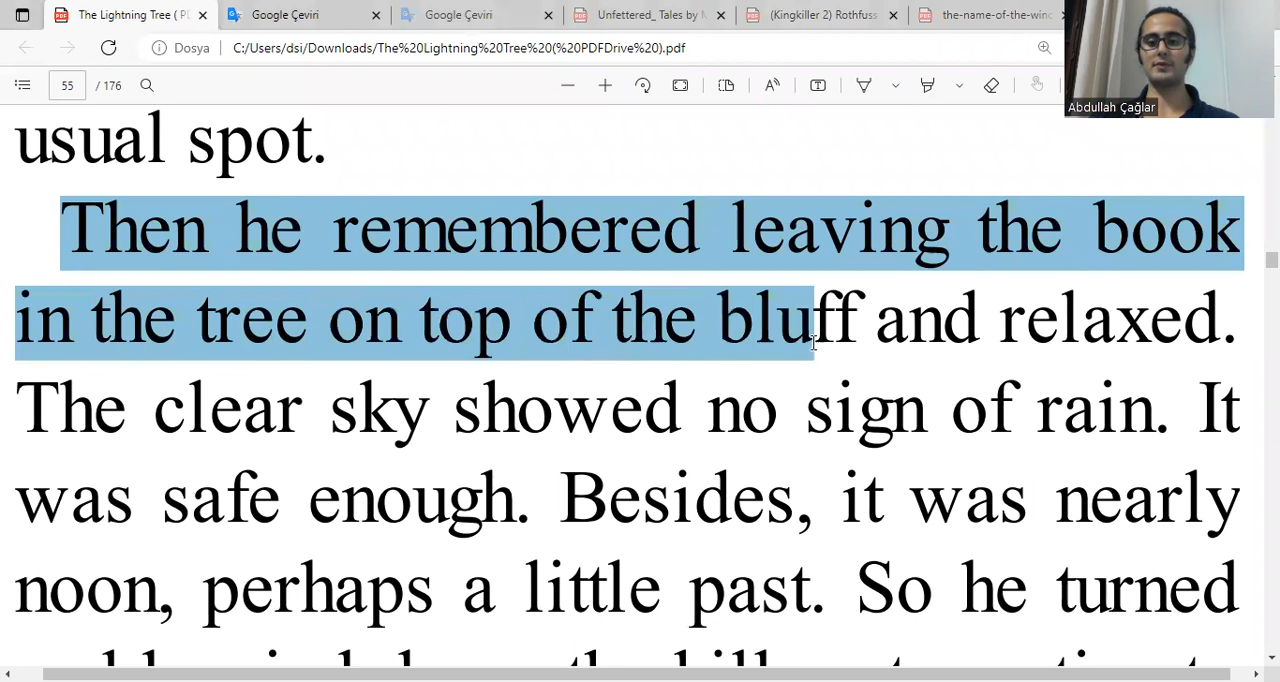 The Lightning Tree ( PL
Google Çeviri
Google Çeviri
Unfettered_ Tales by M
(Kingkiller 2) Rothfuss
the-name-of-the-wind
Dosya C:/Users/dsi/Downloads/The%20Lightning%20Tree%20(%20PDFDrive%20).pdf
55 / 176
Abdullah Çağlar
usual spot.
Then he remembered leaving the book
in the tree on top of the bluff and relaxed.
The clear sky showed no sign of rain. It
was safe enough. Besides, it was nearly
noon, perhaps a little past. So he turned